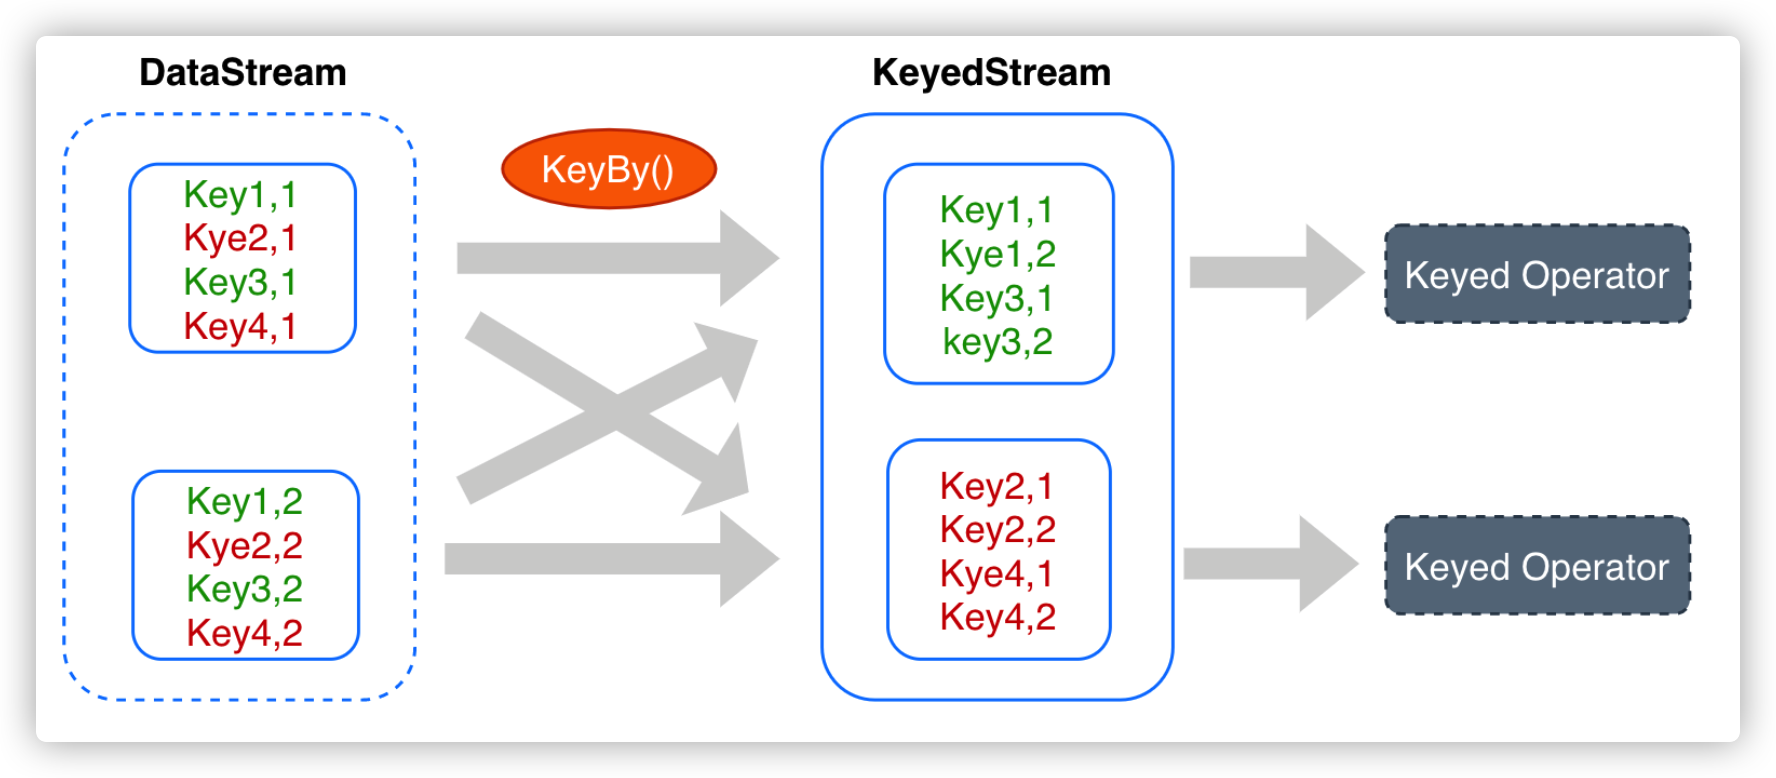 DataStream
KeyedStream
KeyBy()
Key1,1
Kye2,1
Key3,1
Key4,1
Key1,2
Kye2,2
Key3,2
Key4,2
Key1,1
Kye1,2
Key3,1
key3,2
Key2,1
Key2,2
Kye4,1
Key4,2
Keyed Operator
Keyed Operator